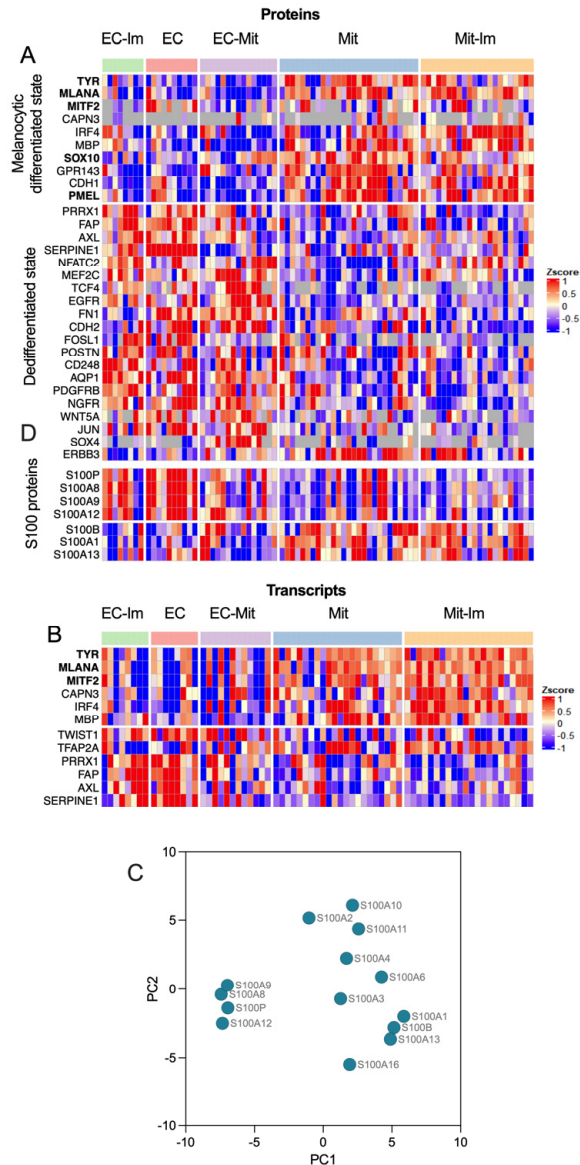 Proteins
A
EC-Im EC EC-Mit Mit Mit-Im
Melanocytic
differentiated state
TYR
MLANA
MITF2
CAPN3
IRF4
MBP
SOX10
GPR143
CDH1
PMEL
Dedifferentiated state
PRRX1
FAP
AXL
SERPINE1
NFATC2
MEF2C
TCF4
EGFR
FN1
CDH2
FOSL1
POSTN
CD248
AQP1
PDGFRB
NGFR
WNT5A
JUN
SOX4
ERBB3
Zscore
1
0.5
0
-0.5
-1
D
S100 proteins
S100P
S100A8
S100A9
S100A12
S100B
S100A1
S100A13
Transcripts
B
EC-Im EC EC-Mit Mit Mit-Im
TYR
MLANA
MITF2
CAPN3
IRF4
MBP
TWIST1
TFAP2A
PRRX1
FAP
AXL
SERPINE1
Zscore
1
0.5
0
-0.5
-1
C
PC2
10
5
0
-5
-10
S100A10
S100A2
S100A11
S100A4
S100A6
S100A9
S100A8
S100A3
S100P
S100A1
S100A12
S100B
S100A13
S100A16
-10 -5 0 5 10
PC1